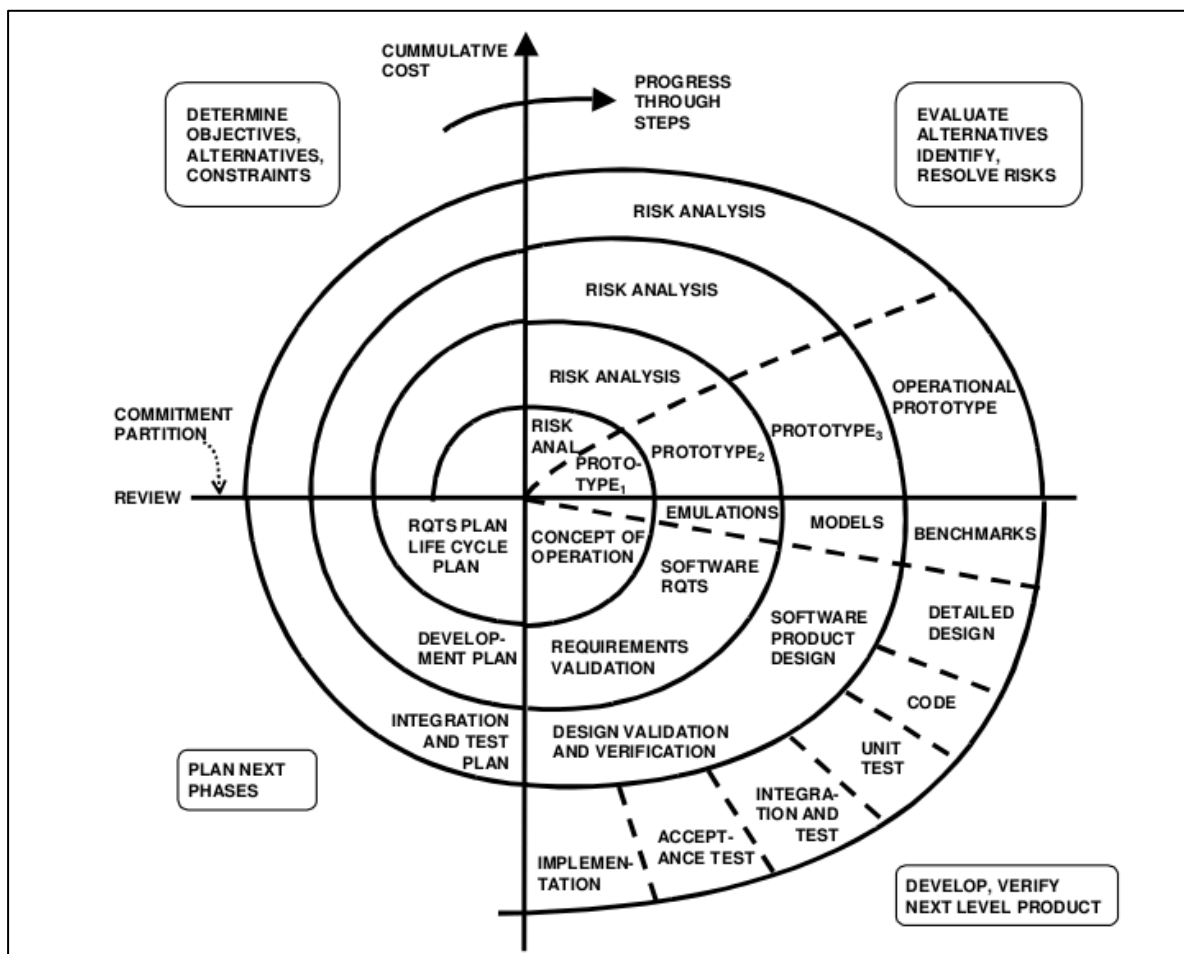 CUMMULATIVE
COST
PROGRESS
THROUGH
STEPS
DETERMINE
OBJECTIVES,
ALTERNATIVES,
CONSTRAINTS
EVALUATE
ALTERNATIVES
IDENTIFY,
RESOLVE RISKS
RISK ANALYSIS
RISK ANALYSIS
RISK ANALYSIS
RISK
ANAL.
PROTO-
TYPE1
PROTOTYPE2
PROTOTYPE3
OPERATIONAL
PROTOTYPE
COMMITMENT
PARTITION
REVIEW
RQTS PLAN
LIFE CYCLE
PLAN
CONCEPT OF
OPERATION
EMULATIONS
MODELS
BENCHMARKS
SOFTWARE
RQTS
SOFTWARE
PRODUCT
DESIGN
DETAILED
DESIGN
CODE
UNIT
TEST
INTEGRA-
TION AND
TEST
ACCEPT-
ANCE TEST
IMPLEMEN-
TATION
DEVELOP-
MENT PLAN
REQUIREMENTS
VALIDATION
INTEGRATION
AND TEST
PLAN
DESIGN VALIDATION
AND VERIFICATION
PLAN NEXT
PHASES
DEVELOP, VERIFY
NEXT LEVEL PRODUCT